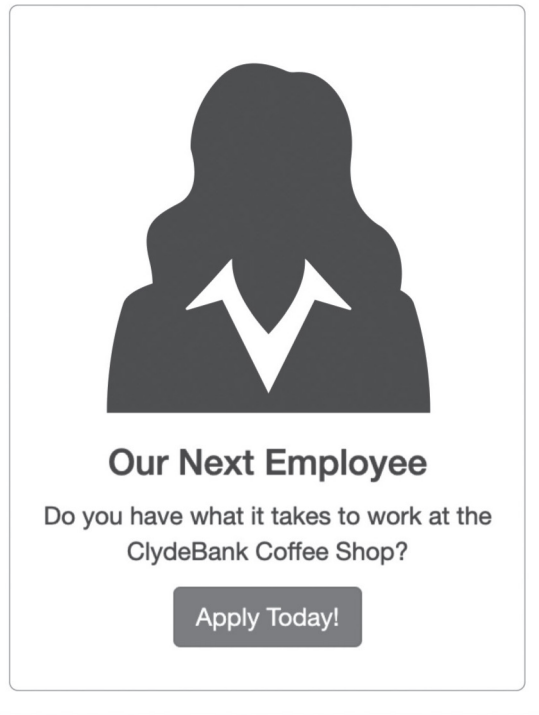 Our Next Employee
Do you have what it takes to work at the
ClydeBank Coffee Shop?
Apply Today!